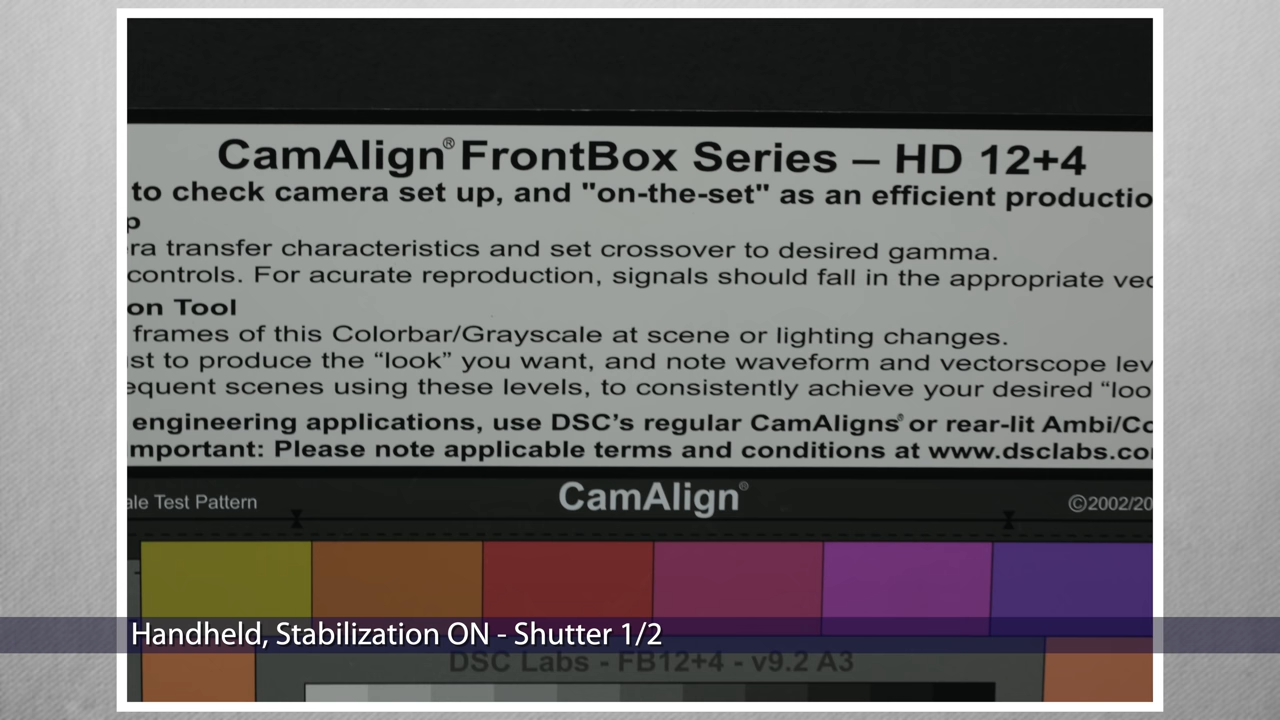 CamAlign® FrontBox Series – HD 12+4
to check camera set up, and "on-the-set" as an efficient productio
p
ra transfer characteristics and set crossover to desired gamma.
controls. For acurate reproduction, signals should fall in the appropriate vec
on Tool
frames of this Colorbar/Grayscale at scene or lighting changes.
st to produce the “look” you want, and note waveform and vectorscope lev
equent scenes using these levels, to consistently achieve your desired “loo
engineering applications, use DSC’s regular CamAligns® or rear-lit Ambi/Co
mportant: Please note applicable terms and conditions at www.dsclabs.co
ale Test Pattern CamAlign® ©2002/20
Handheld, Stabilization ON - Shutter 1/2
DSC Labs - FB12+4 - v9.2 A3